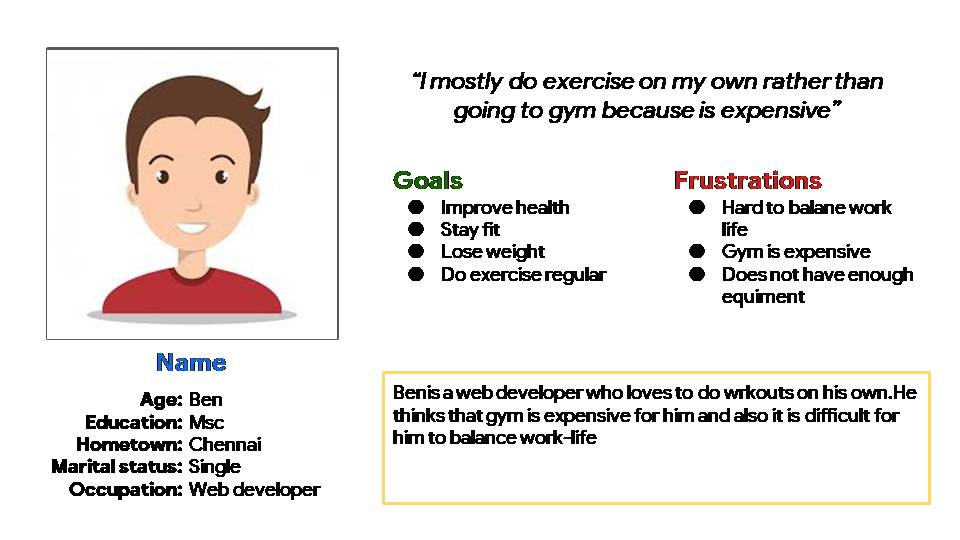 “I mostly do exercise on my own rather than
going to gym because is expensive”
Goals
● Improve health
● Stay fit
● Lose weight
● Do exercise regular
Frustrations
● Hard to balane work
life
● Gym is expensive
● Does not have enough
equiment
Name
Age: Ben
Education: Msc
Hometown: Chennai
Marital status: Single
Occupation: Web developer
Ben is a web developer who loves to do wrkouts on his own. He
thinks that gym is expensive for him and also it is difficult for
him to balance work-life